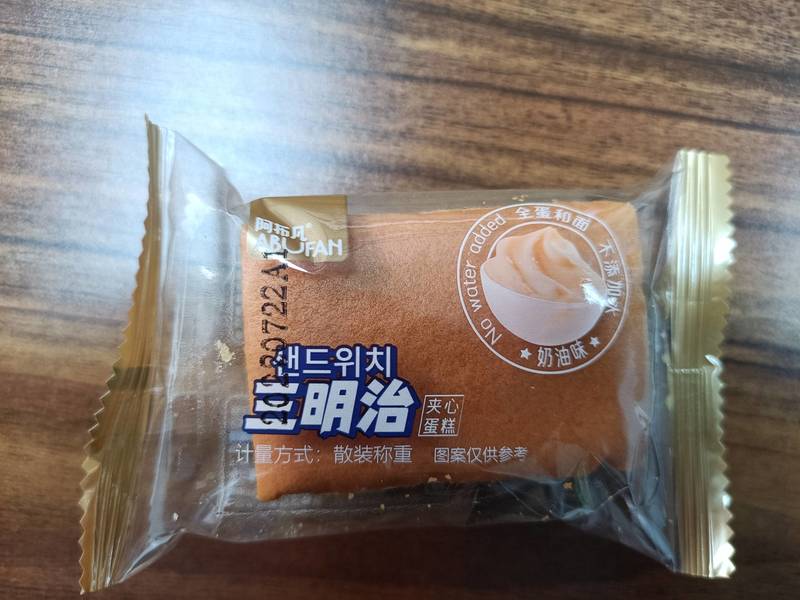 阿布凡
ABUFAN
No water added
全蛋和面
不添加水
奶油味
샌드위치
三明治
夹心
蛋糕
计量方式：散装称重
图案仅供参考